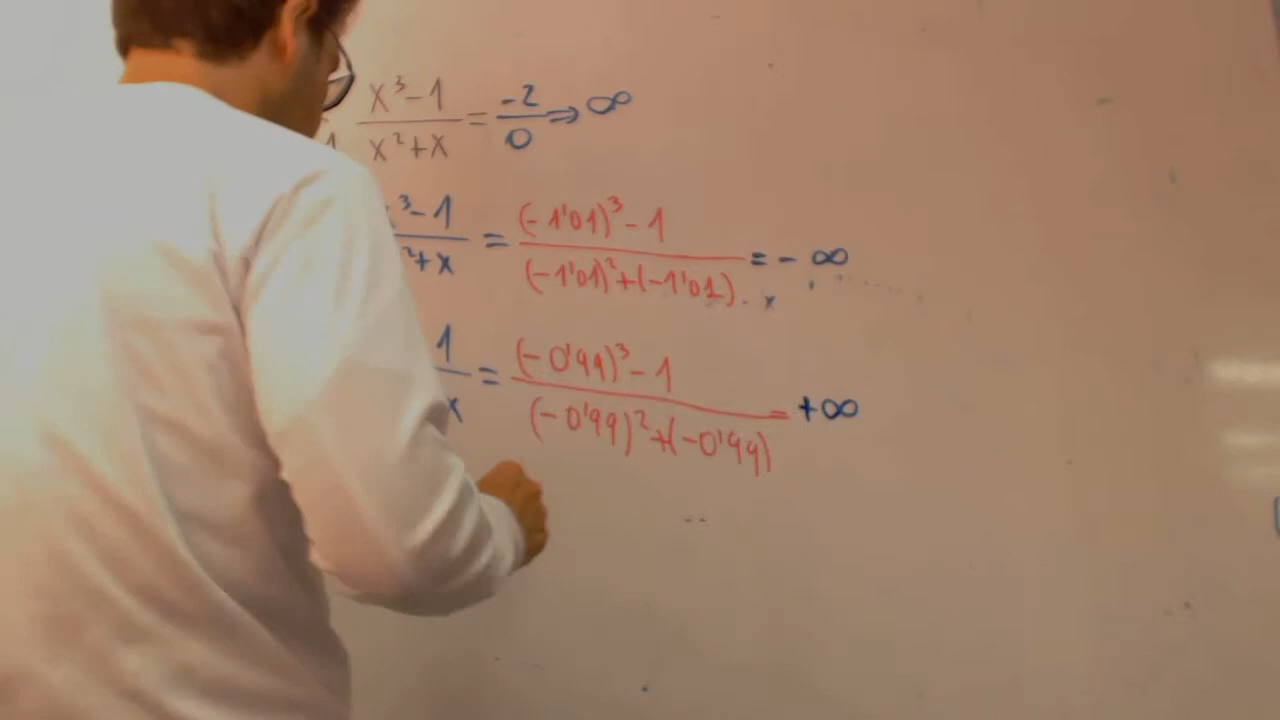 x³-1 / x²+x = -2 / 0 ⇒ ∞
³-1 / ²+x = (-1'01)³-1 / (-1'01)²+(-1'01) = -∞
1 / x = (-0'99)³-1 / (-0'99)²+(-0'99) = +∞